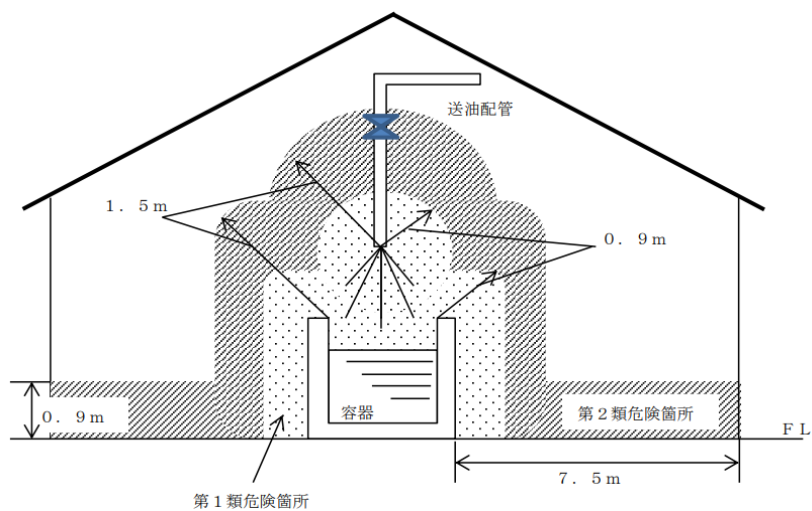 送油配管
１．５ｍ
０．９ｍ
０．９ｍ
容器
第２類危険箇所
ＦＬ
７．５ｍ
第１類危険箇所